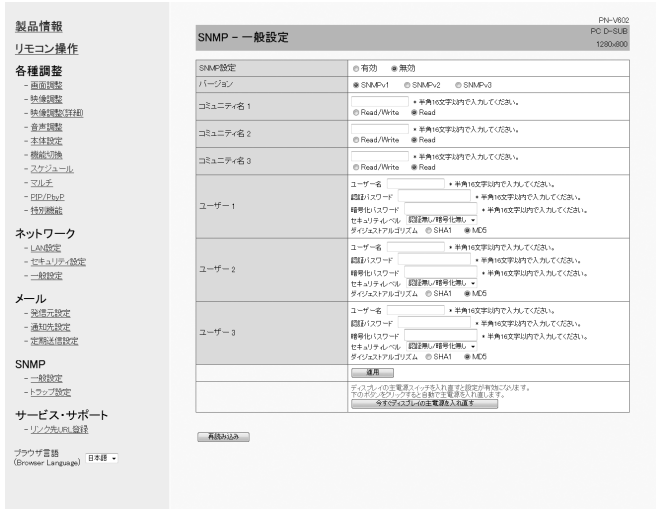 製品情報
リモコン操作
各種調整
- 画面調整
- 映像調整
- 映像調整(詳細)
- 音声調整
- 本体設定
- 機能切換
- スケジュール
- マルチ
- PIP/PbyP
- 特別機能
ネットワーク
- LAN設定
- セキュリティ設定
- 一般設定
メール
- 発信元設定
- 通知先設定
- 定期送信設定
SNMP
- 一般設定
- トラップ設定
サービス・サポート
- リンク先URL登録
ブラウザ言語
(Browser Language) 日本語
PN-V602
SNMP - 一般設定
PC D-SUB
1280x800
SNMP設定 有効 無効
バージョン SNMPv1 SNMPv2 SNMPv3
コミュニティ名 1 * 半角16文字以内で入力してください。
Read/Write Read
コミュニティ名 2 * 半角16文字以内で入力してください。
Read/Write Read
コミュニティ名 3 * 半角16文字以内で入力してください。
Read/Write Read
ユーザー 1
ユーザー名 * 半角16文字以内で入力してください。
認証パスワード * 半角16文字以内で入力してください。
暗号化パスワード * 半角16文字以内で入力してください。
セキュリティレベル 認証無し/暗号化無し
ダイジェストアルゴリズム SHA1 MD5
ユーザー 2
ユーザー名 * 半角16文字以内で入力してください。
認証パスワード * 半角16文字以内で入力してください。
暗号化パスワード * 半角16文字以内で入力してください。
セキュリティレベル 認証無し/暗号化無し
ダイジェストアルゴリズム SHA1 MD5
ユーザー 3
ユーザー名 * 半角16文字以内で入力してください。
認証パスワード * 半角16文字以内で入力してください。
暗号化パスワード * 半角16文字以内で入力してください。
セキュリティレベル 認証無し/暗号化無し
ダイジェストアルゴリズム SHA1 MD5
適用
ディスプレイの主電源スイッチを入れ直すと設定が有効になります。
下のボタンをクリックすると自動で主電源を入れ直します。
今すぐディスプレイの主電源を入れ直す
再読み込み